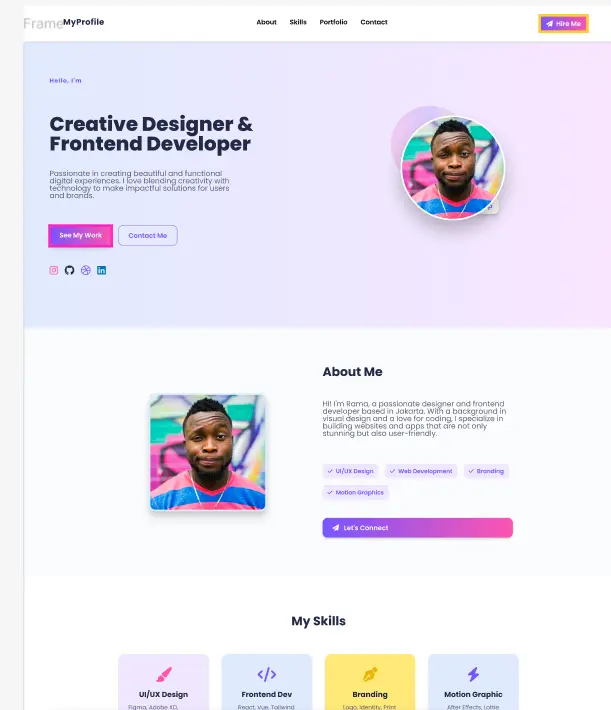 Frame
MyProfile
About Skills Portfolio Contact
Hire Me
Hello, I'm
Creative Designer &
Frontend Developer
Passionate in creating beautiful and functional
digital experiences. I love blending creativity with
technology to make impactful solutions for users
and brands.
See My Work
Contact Me
About Me
Hi! I'm Rama, a passionate designer and frontend
developer based in Jakarta. With a background in
visual design and a love for coding, I specialize in
building websites and apps that are not only
stunning but also user-friendly.
UI/UX Design Web Development Branding
Motion Graphics
Let's Connect
My Skills
UI/UX Design
Figma, Adobe XD,
Frontend Dev
React, Vue, Tailwind
Branding
Logo, Identity, Print
Motion Graphic
After Effects, Lottie